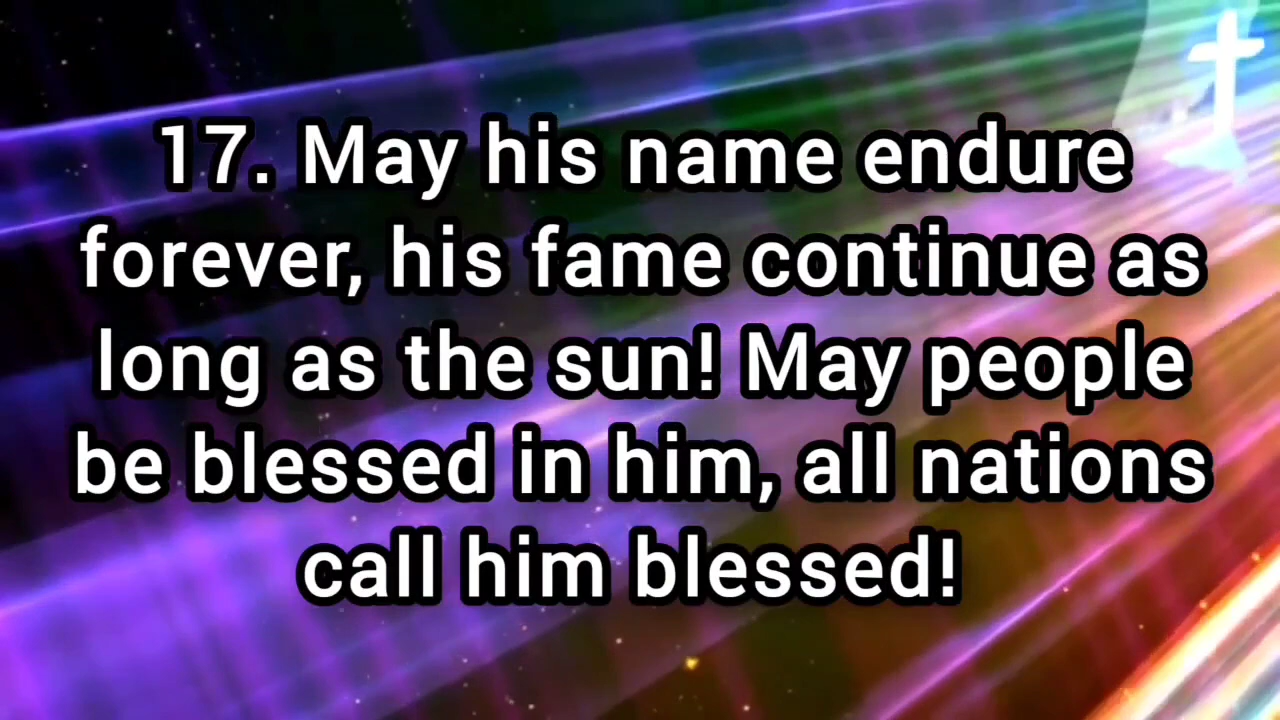 17. May his name endure
forever, his fame continue as
long as the sun! May people
be blessed in him, all nations
call him blessed!